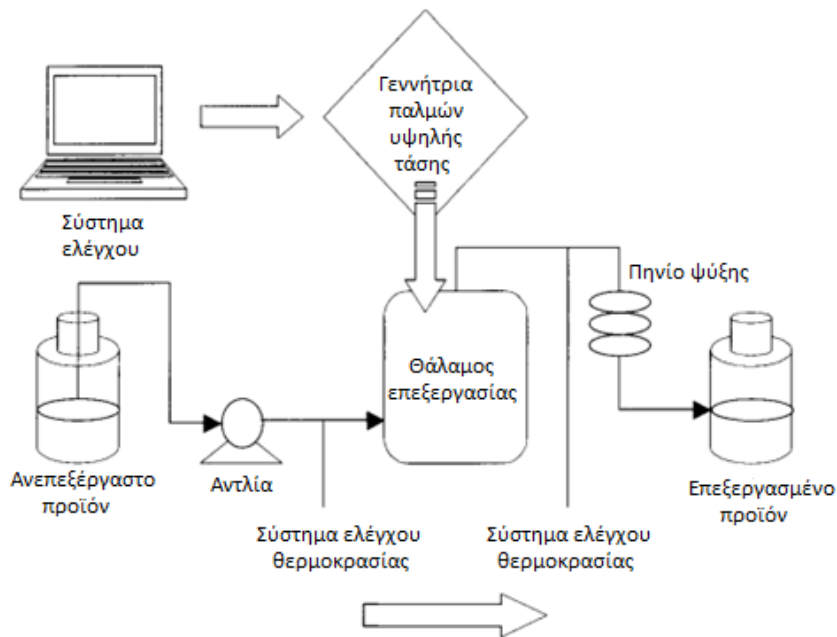 Γεννήτρια
παλμών
υψηλής
τάσης
Σύστημα
ελέγχου
Πηνίο ψύξης
Θάλαμος
επεξεργασίας
Ανεπεξέργαστο
προϊόν
Αντλία
Επεξεργασμένο
προϊόν
Σύστημα ελέγχου
θερμοκρασίας
Σύστημα ελέγχου
θερμοκρασίας